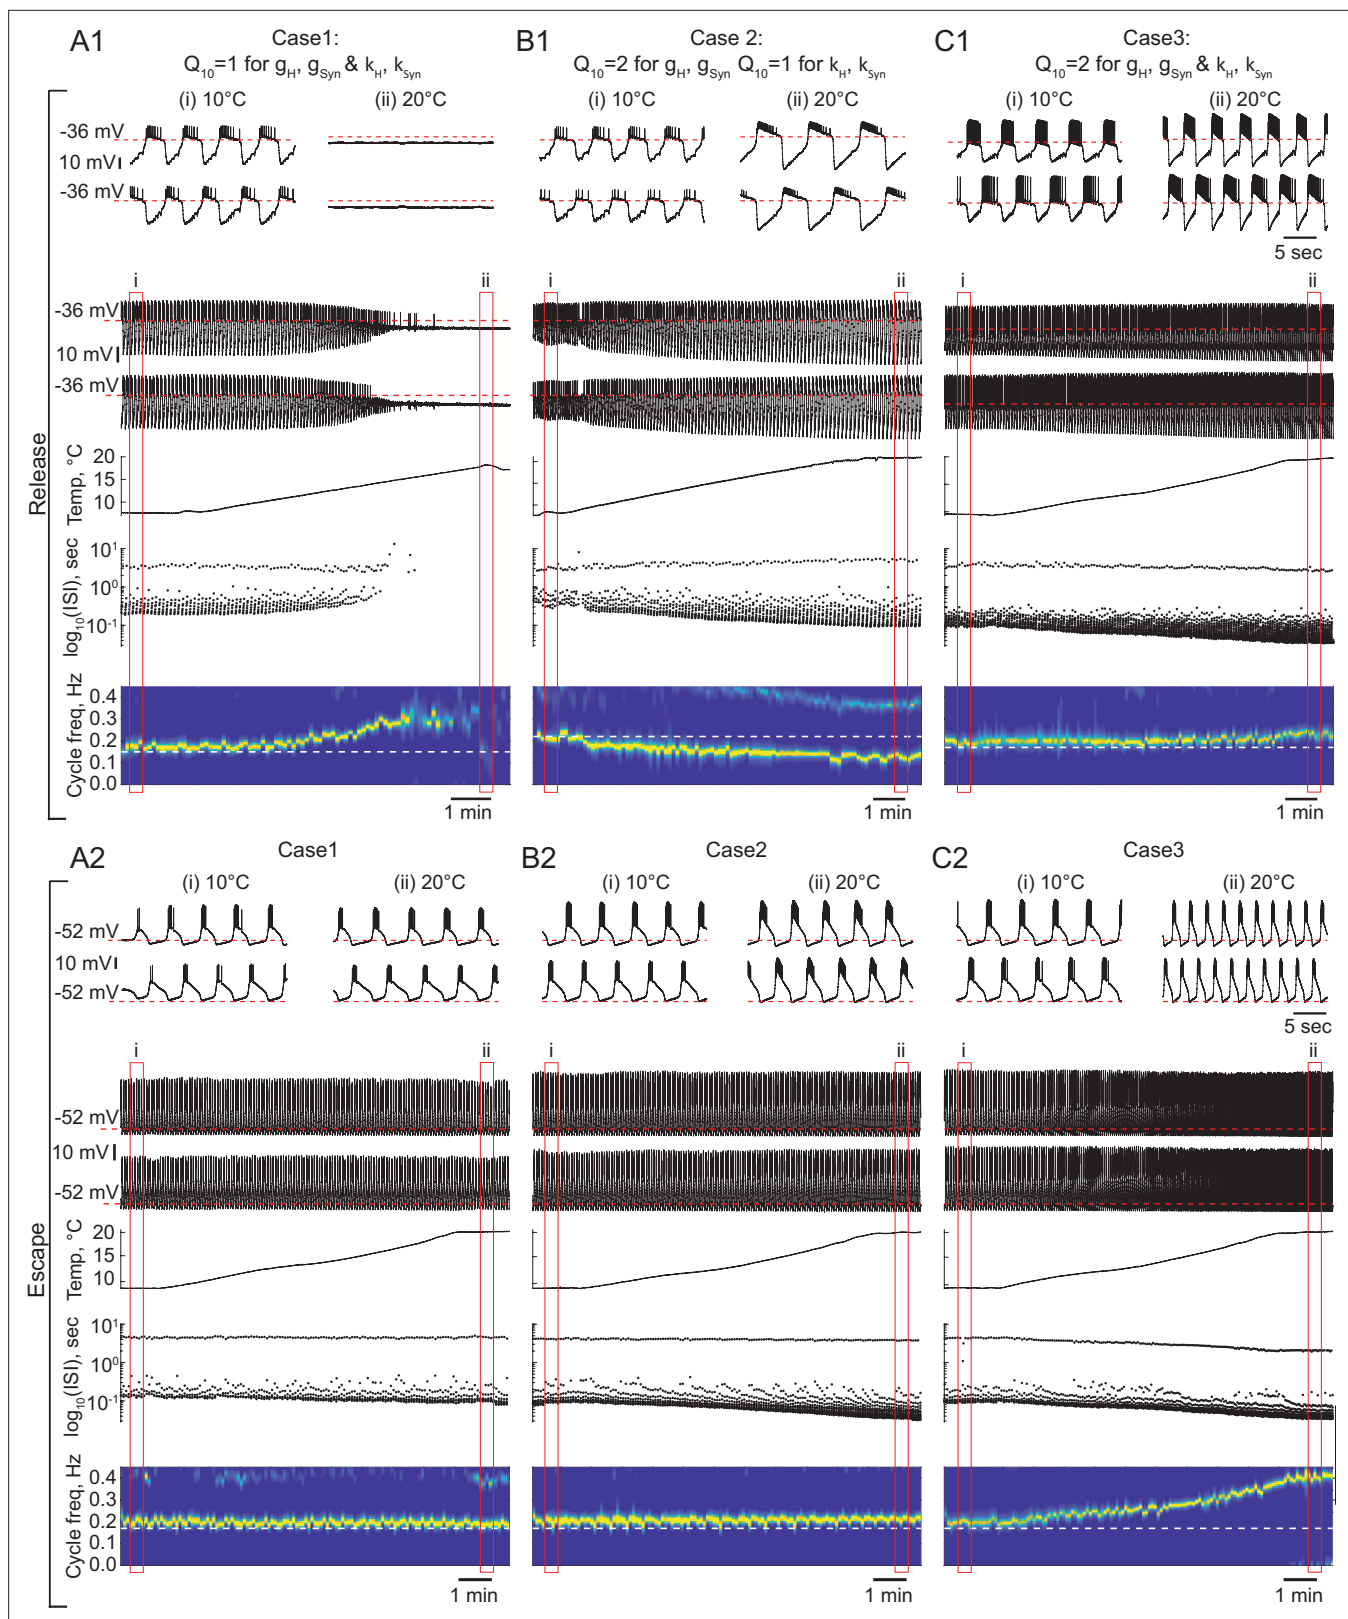 A1
Case1:
Q10=1 for gH, gSyn & kH, kSyn
B1
Case 2:
Q10=2 for gH, gSyn Q10=1 for kH, kSyn
C1
Case3:
Q10=2 for gH, gSyn & kH, kSyn
Release
(i) 10°C
(ii) 20°C
(i) 10°C
(ii) 20°C
(i) 10°C
(ii) 20°C
-36 mV
10 mV
-36 mV
5 sec
i
ii
i
ii
i
ii
-36 mV
10 mV
-36 mV
Temp, °C
20
15
10
log10(ISI), sec
10^1
10^0
10^-1
Cycle freq, Hz
0.4
0.3
0.2
0.1
0.0
1 min
1 min
1 min
A2
Case1
B2
Case2
C2
Case3
Escape
(i) 10°C
(ii) 20°C
(i) 10°C
(ii) 20°C
(i) 10°C
(ii) 20°C
-52 mV
10 mV
-52 mV
5 sec
i
ii
i
ii
i
ii
-52 mV
10 mV
-52 mV
Temp, °C
20
15
10
log10(ISI), sec
10^1
10^0
10^-1
Cycle freq, Hz
0.4
0.3
0.2
0.1
0.0
1 min
1 min
1 min